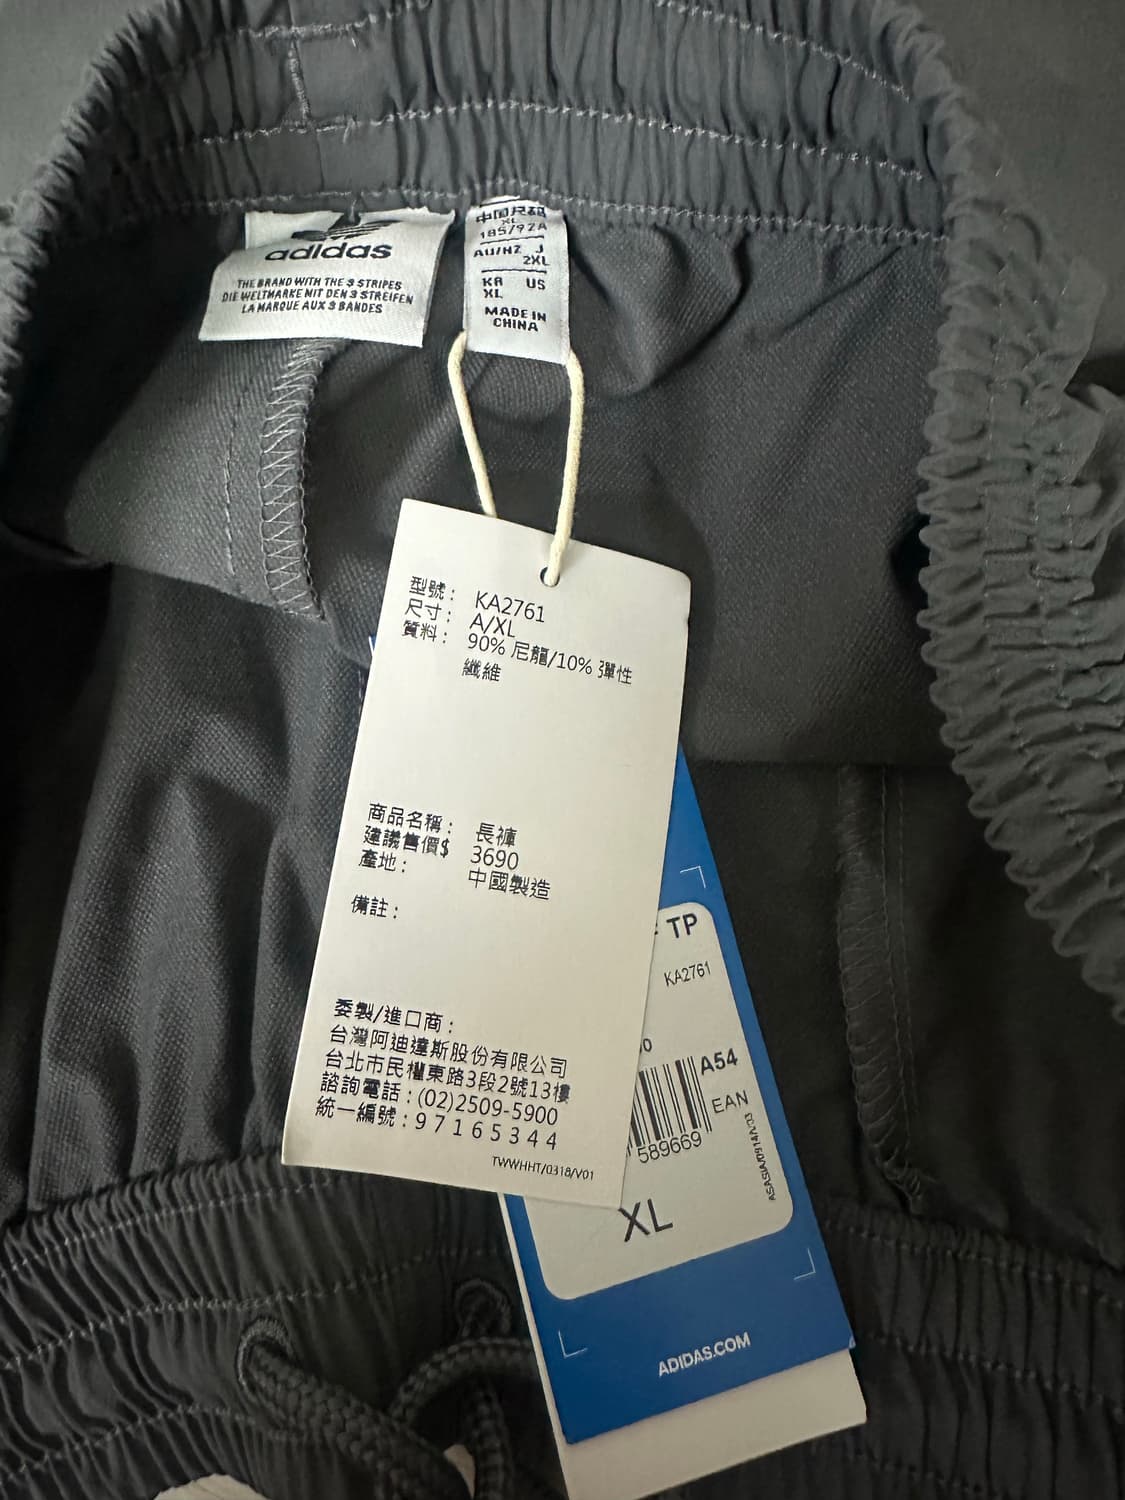 adidas
THE BRAND WITH THE 3 STRIPES
DIE WELTMARKE MIT DEN 3 STREIFEN
LA MARQUE AUX 3 BANDES
中国尺码
XL
185/92A
AU/NZ J
2XL
KR US
XL
MADE IN
CHINA
型號： KA2761
尺寸： A/XL
質料： 90% 尼龍/10% 彈性
纖維
商品名稱： 長褲
建議售價$ 3690
產地： 中國製造
備註：
委製/進口商：
台灣阿迪達斯股份有限公司
台北市民權東路3段2號13樓
諮詢電話：(02)2509-5900
統一編號：97165344
TWWHHT/0318/V01
TP
KA2761
A54
EAN
589669
XL
ADIDAS.COM